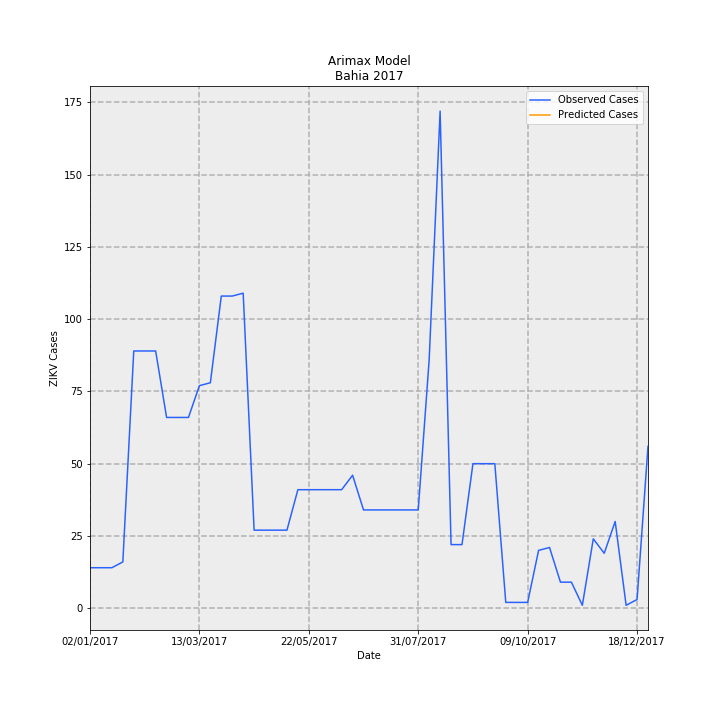 Arimax Model
Bahia 2017
Observed Cases
Predicted Cases
ZIKV Cases
175
150
125
100
75
50
25
0
02/01/2017
13/03/2017
22/05/2017
31/07/2017
09/10/2017
18/12/2017
Date